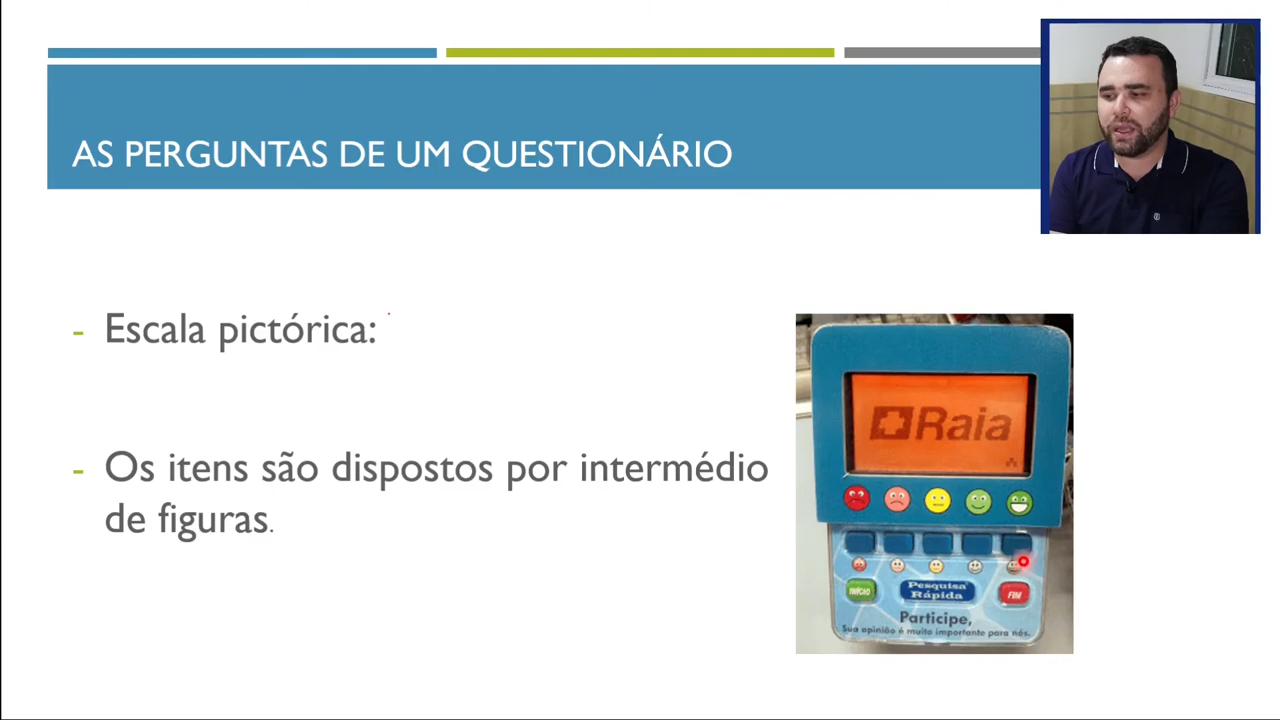 AS PERGUNTAS DE UM QUESTIONÁRIO
- Escala pictórica:
- Os itens são dispostos por intermédio
de figuras.
Raia
INÍCIO
Pesquisa
Rápida
FIM
Participe,
Sua opinião é muito importante para nós.